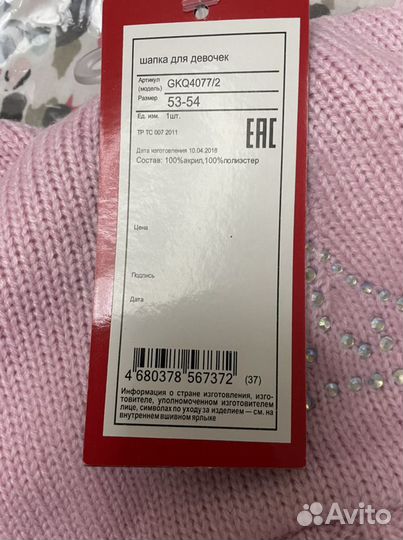 шапка для девочек
Артикул (модель) GKQ4077/2
Размер 53-54
Ед. изм. 1шт.
ТР ТС 007 2011
EAC
Дата изготовления 10.04.2018
Состав: 100%акрил,100%полиэстер
Цена
Подпись
Дата
4 680378 567372 (37)
Информация о стране изготовления, изго-
товителе, уполномоченном изготовителем
лице, символах по уходу за изделием — см. на
внутреннем вшивном ярлыке
Avito